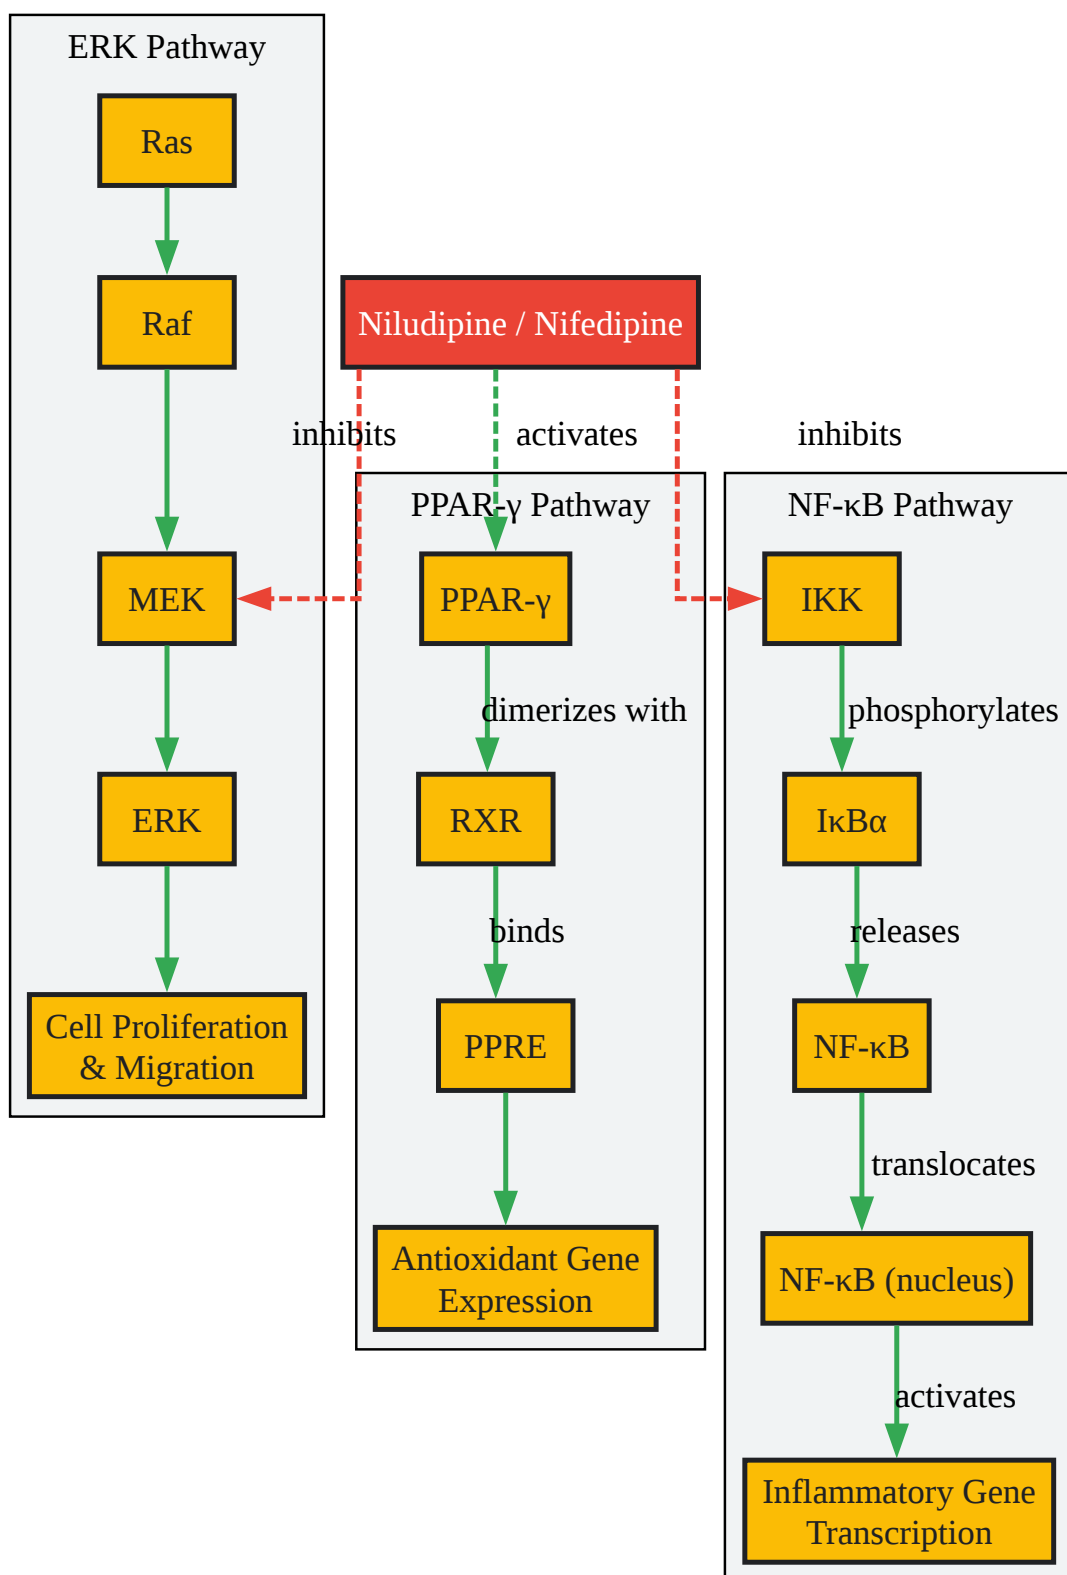 ERK Pathway
Ras
Raf
Niludipine / Nifedipine
inhibits
activates
inhibits
PPAR-γ Pathway
NF-κB Pathway
MEK
PPAR-γ
IKK
dimerizes with
phosphorylates
ERK
RXR
IκBα
binds
releases
Cell Proliferation
& Migration
PPRE
NF-κB
translocates
Antioxidant Gene
Expression
NF-κB (nucleus)
activates
Inflammatory Gene
Transcription